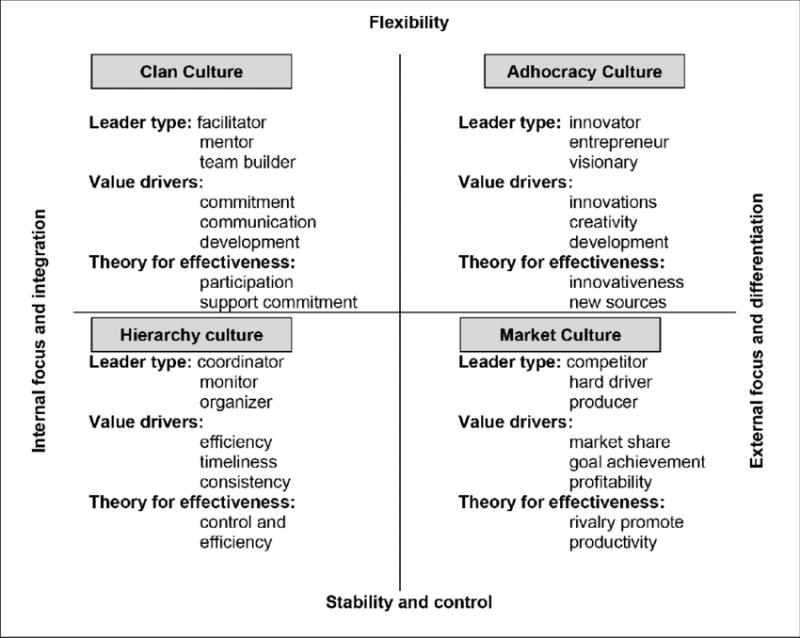 Flexibility
Clan Culture
Leader type: facilitator
mentor
team builder
Value drivers:
commitment
communication
development
Theory for effectiveness:
participation
support commitment
Adhocracy Culture
Leader type: innovator
entrepreneur
visionary
Value drivers:
innovations
creativity
development
Theory for effectiveness:
innovativeness
new sources
Internal focus and integration
External focus and differentiation
Hierarchy culture
Leader type: coordinator
monitor
organizer
Value drivers:
efficiency
timeliness
consistency
Theory for effectiveness:
control and
efficiency
Market Culture
Leader type: competitor
hard driver
producer
Value drivers:
market share
goal achievement
profitability
Theory for effectiveness:
rivalry promote
productivity
Stability and control